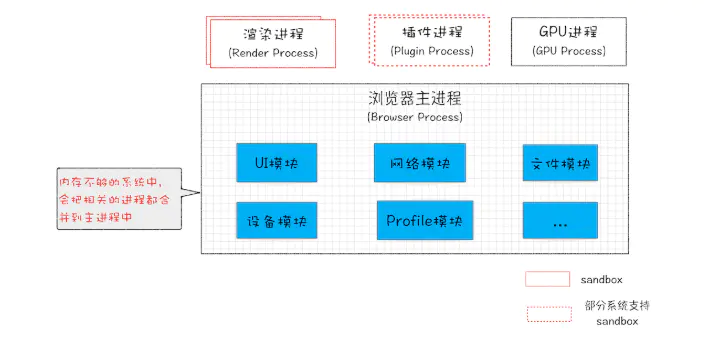 渲染进程
(Render Process)
插件进程
(Plugin Process)
GPU进程
(GPU Process)
浏览器主进程
(Browser Process)
UI模块
网络模块
文件模块
内存不够的系统中,
会把相关的进程都合
并到主进程中
设备模块
Profile模块
...
sandbox
部分系统支持
sandbox